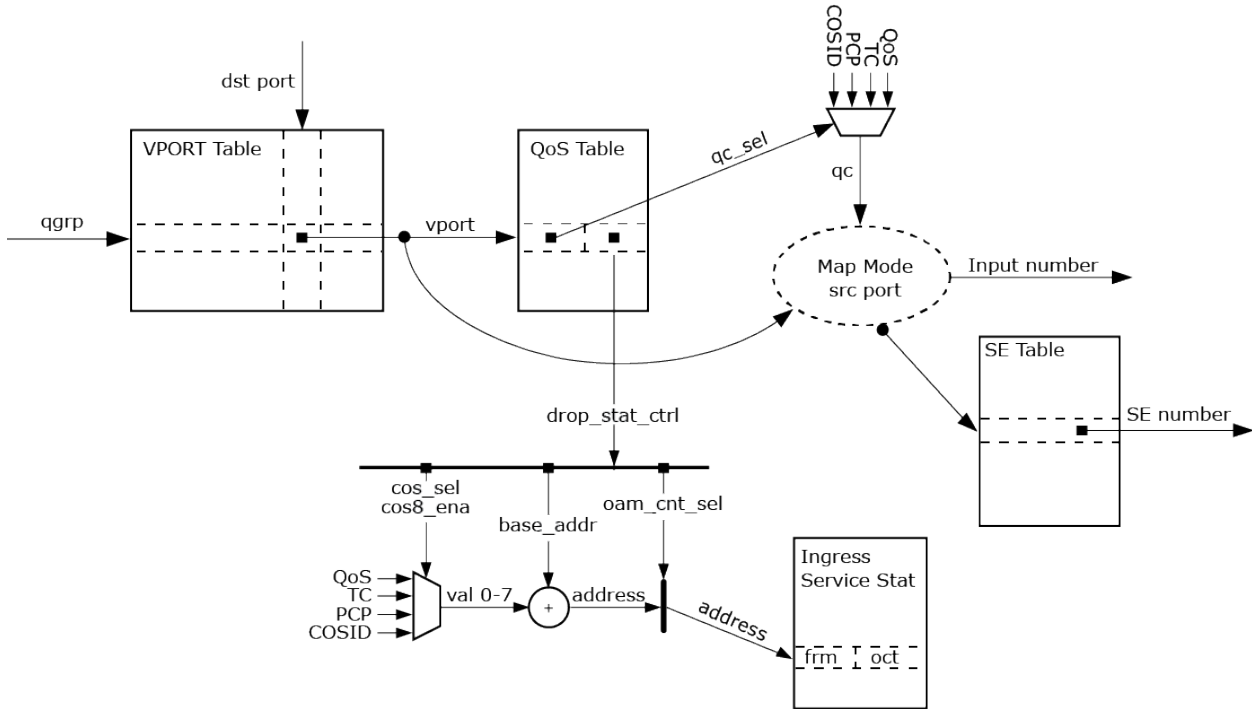 COSID
PCP
TC
QoS
dst port
VPORT Table
QoS Table
qc_sel
qc
qgrp
vport
Map Mode
src port
Input number
SE Table
SE number
drop_stat_ctrl
cos_sel
cos8_ena
base_addr
oam_cnt_sel
Ingress
Service Stat
QoS
TC
PCP
COSID
val 0-7
+
address
address
frm
oct